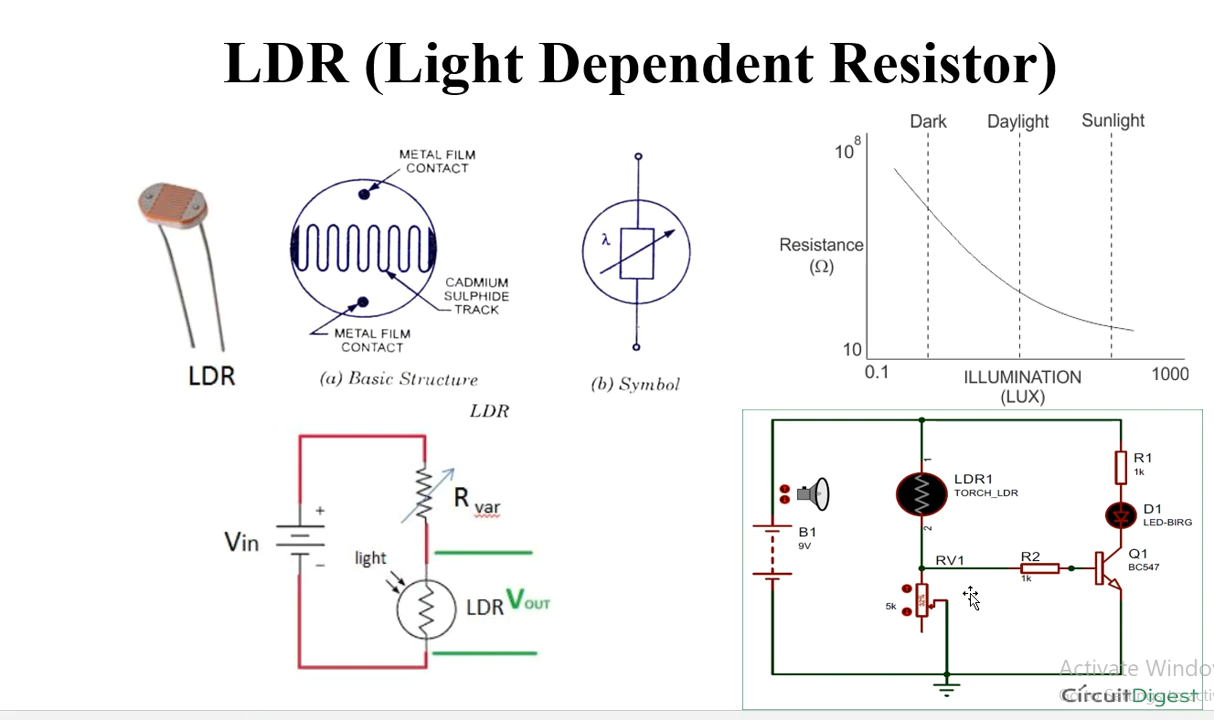 LDR (Light Dependent Resistor)
METAL FILM
CONTACT
λ
CADMIUM
SULPHIDE
TRACK
METAL FILM
CONTACT
LDR
(a) Basic Structure
(b) Symbol
LDR
Dark Daylight Sunlight
10⁸
Resistance
(Ω)
10
0.1
1000
ILLUMINATION
(LUX)
Vin
+
−
R var
light
LDR VOUT
B1
9V
1
LDR1
TORCH_LDR
2
RV1
5k
32%
R2
1k
R1
1k
D1
LED-BIRG
Q1
BC547
Activate Windo
CircuitDigest